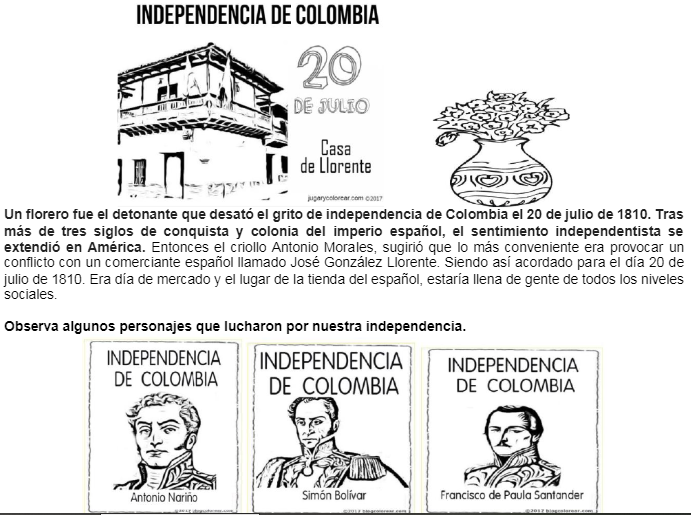 INDEPENDENCIA DE COLOMBIA
20
DE JULIO
Casa
de Llorente
jugarycolorear.com ©2017
Un florero fue el detonante que desató el grito de independencia de Colombia el 20 de julio de 1810. Tras
más de tres siglos de conquista y colonia del imperio español, el sentimiento independentista se
extendió en América. Entonces el criollo Antonio Morales, sugirió que lo más conveniente era provocar un
conflicto con un comerciante español llamado José González Llorente. Siendo así acordado para el día 20 de
julio de 1810. Era día de mercado y el lugar de la tienda del español, estaría llena de gente de todos los niveles
sociales.
Observa algunos personajes que lucharon por nuestra independencia.
INDEPENDENCIA
DE COLOMBIA
Antonio Nariño
INDEPENDENCIA
DE COLOMBIA
Simón Bolívar
©2012 blogcolorear.com
INDEPENDENCIA
DE COLOMBIA
Francisco de Paula Santander
©2012 blogcolorear.com